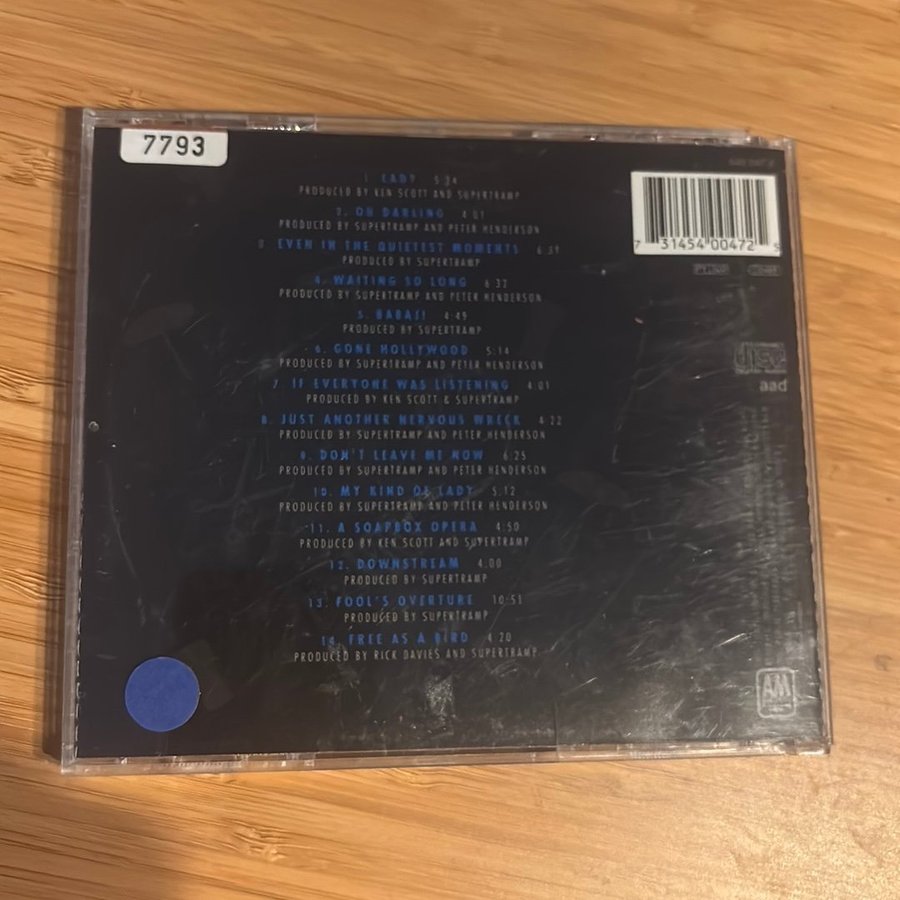 7793
1. LADY 5:24
PRODUCED BY KEN SCOTT AND SUPERTRAMP
2. OH DARLING 4:01
PRODUCED BY SUPERTRAMP AND PETER HENDERSON
3. EVEN IN THE QUIETEST MOMENTS 6:39
PRODUCED BY SUPERTRAMP
4. WAITING SO LONG 6:32
PRODUCED BY SUPERTRAMP AND PETER HENDERSON
5. BABAJI 4:49
PRODUCED BY SUPERTRAMP
6. GONE HOLLYWOOD 5:14
PRODUCED BY SUPERTRAMP AND PETER HENDERSON
7. IF EVERYONE WAS LISTENING 4:01
PRODUCED BY KEN SCOTT & SUPERTRAMP
8. JUST ANOTHER NERVOUS WRECK 4:22
PRODUCED BY SUPERTRAMP AND PETER HENDERSON
9. DON'T LEAVE ME NOW 6:25
PRODUCED BY SUPERTRAMP AND PETER HENDERSON
10. MY KIND OF LADY 5:12
PRODUCED BY SUPERTRAMP AND PETER HENDERSON
11. A SOAPBOX OPERA 4:50
PRODUCED BY KEN SCOTT AND SUPERTRAMP
12. DOWNSTREAM 4:00
PRODUCED BY SUPERTRAMP
13. FOOL'S OVERTURE 10:51
PRODUCED BY SUPERTRAMP
14. FREE AS A BIRD 4:20
PRODUCED BY RICK DAVIES AND SUPERTRAMP
7 31454 00472 5
disc
aad
A&M